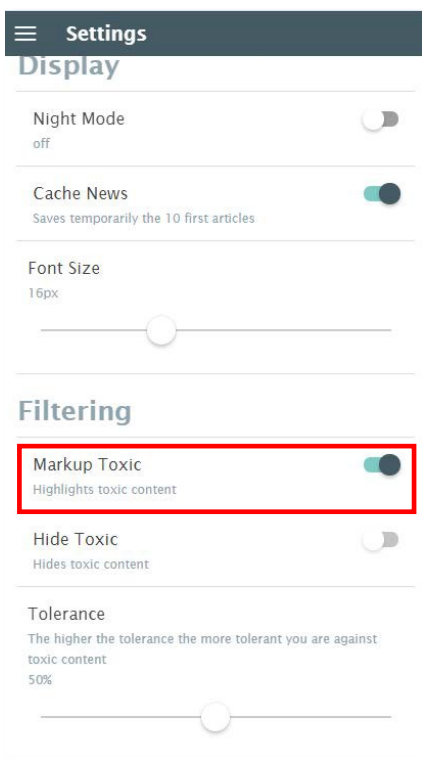 Settings
Display
Night Mode
off
Cache News
Saves temporarily the 10 first articles
Font Size
16px
Filtering
Markup Toxic
Highlights toxic content
Hide Toxic
Hides toxic content
Tolerance
The higher the tolerance the more tolerant you are against
toxic content
50%